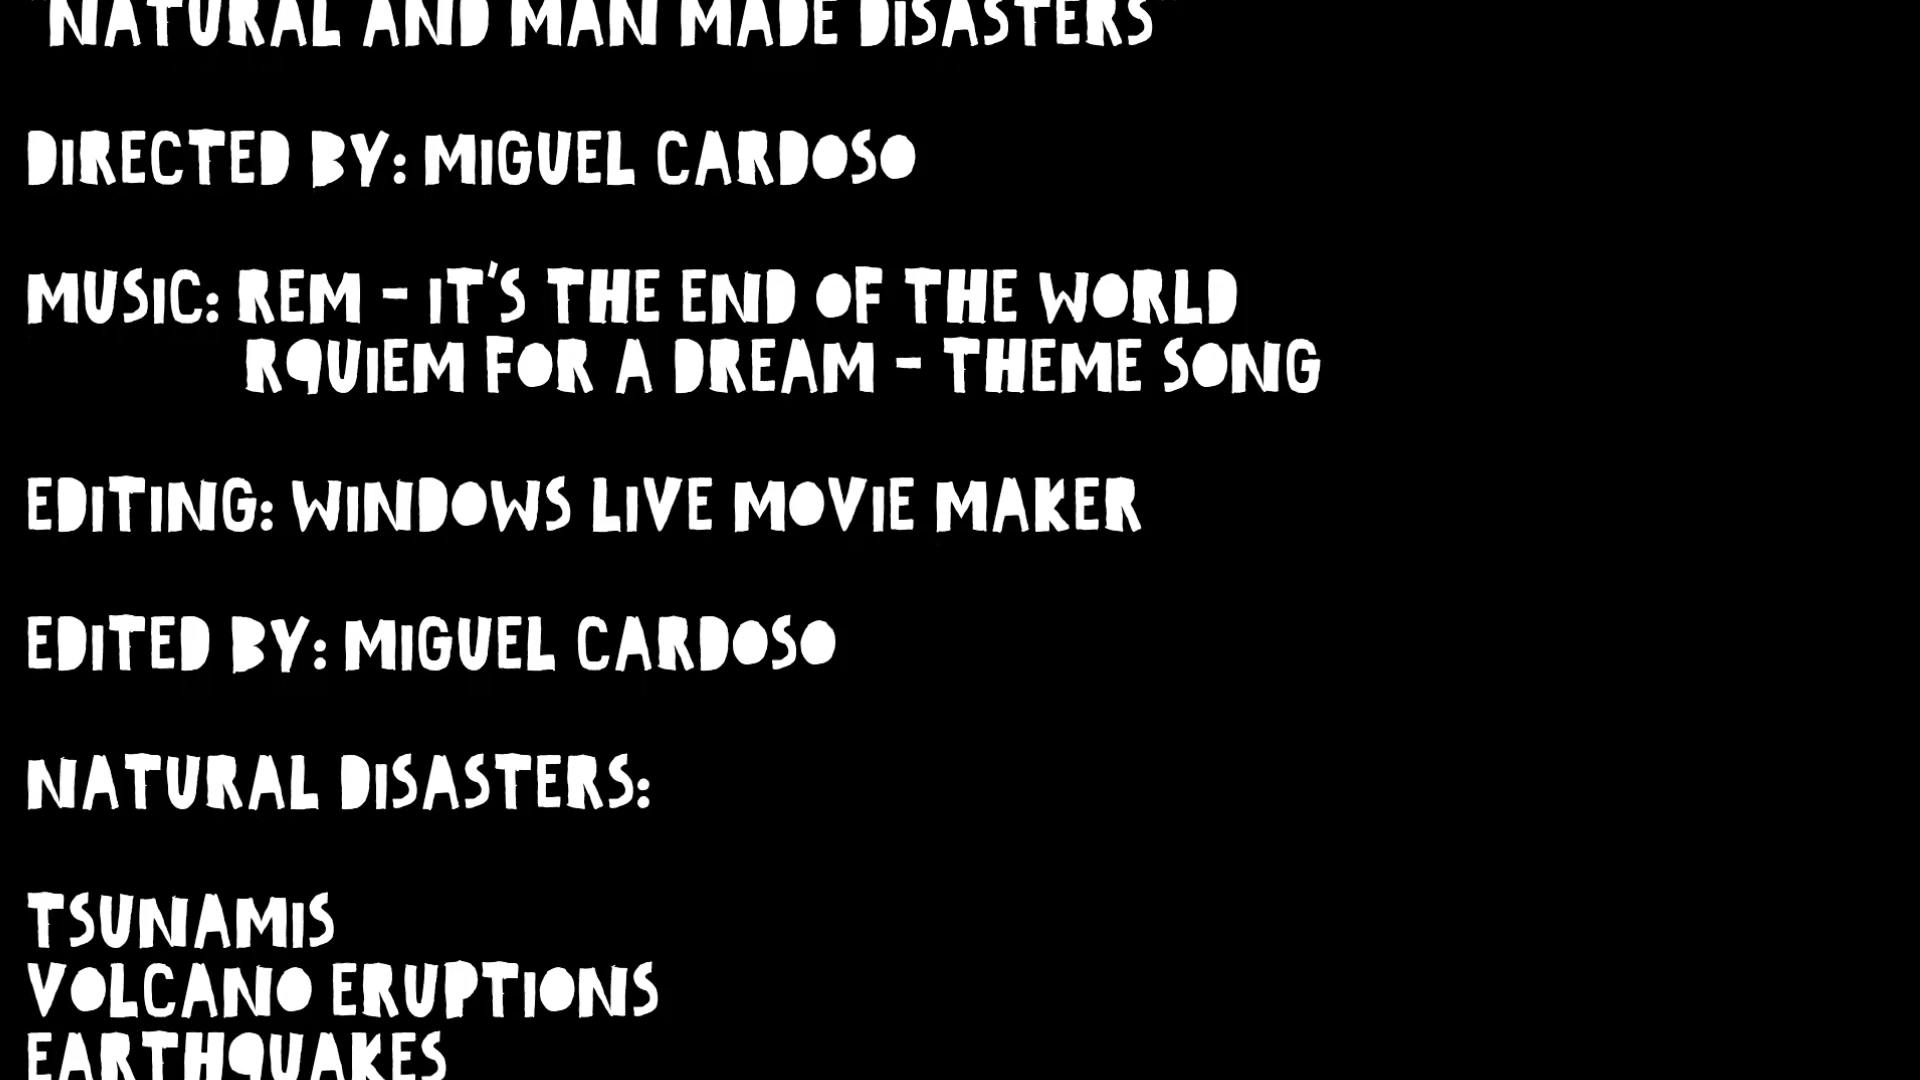 "NATURAL AND MAN MADE DISASTERS"
DIRECTED BY: MIGUEL CARDOSO
MUSIC: REM - IT'S THE END OF THE WORLD
RQUIEM FOR A DREAM - THEME SONG
EDITING: WINDOWS LIVE MOVIE MAKER
EDITED BY: MIGUEL CARDOSO
NATURAL DISASTERS:
TSUNAMIS
VOLCANO ERUPTIONS
EARTHQUAKES